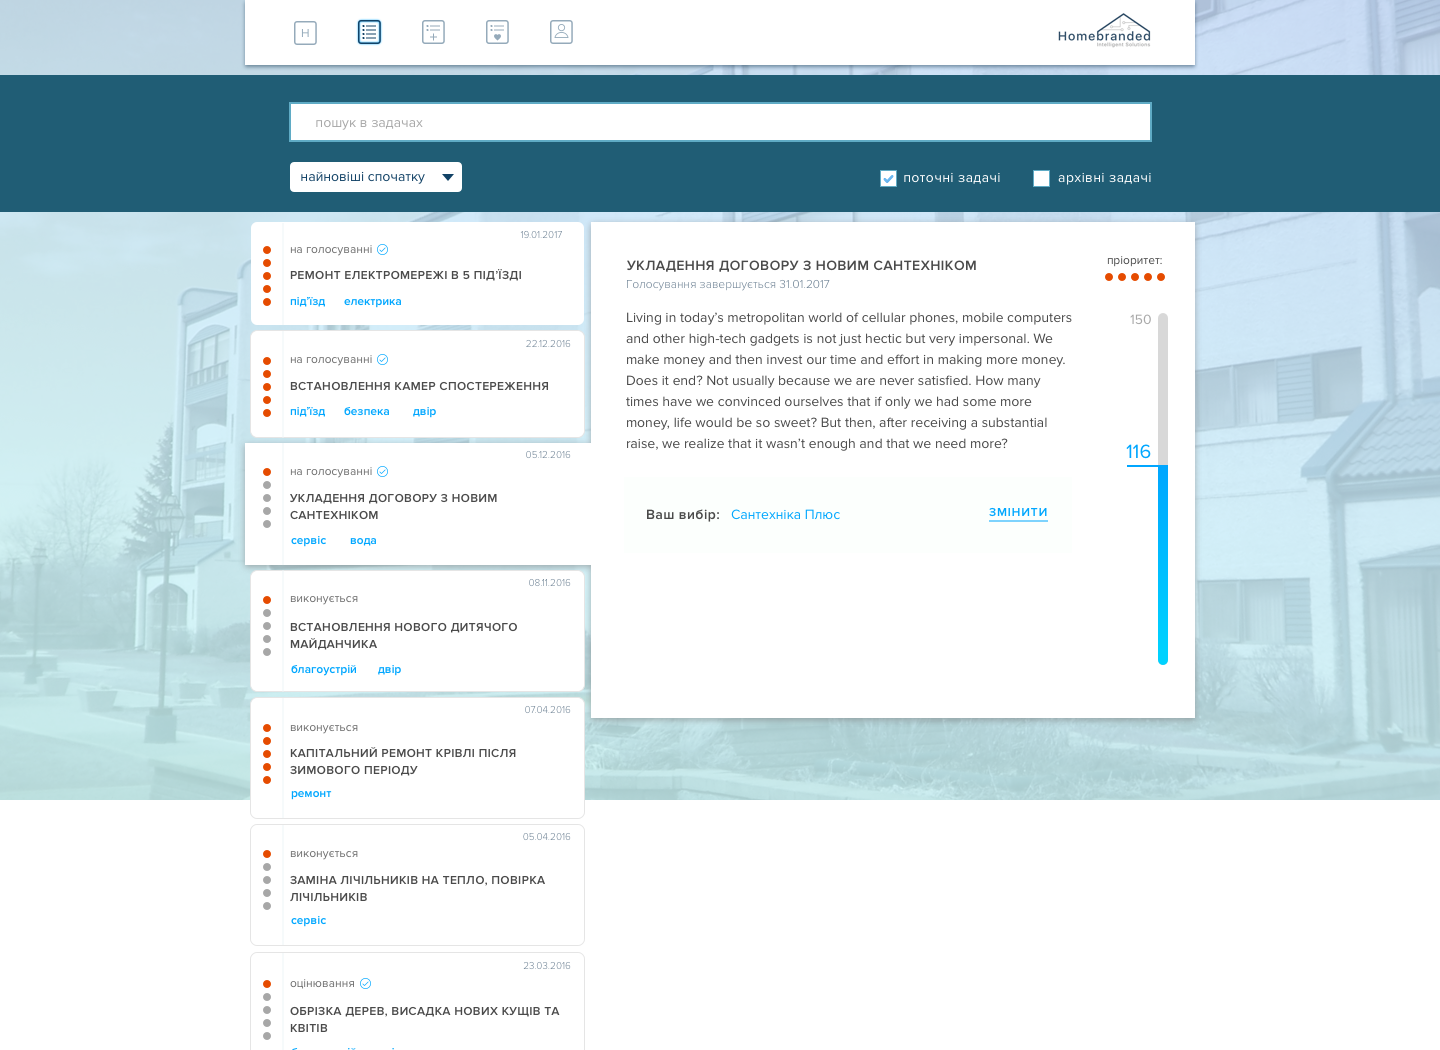 H
Homebranded
Intelligent Solutions
пошук в задачах
найновіші спочатку
поточні задачі
архівні задачі
19.01.2017
на голосуванні
РЕМОНТ ЕЛЕКТРОМЕРЕЖІ В 5 ПІД'ЇЗДІ
під'їзд електрика
22.12.2016
на голосуванні
ВСТАНОВЛЕННЯ КАМЕР СПОСТЕРЕЖЕННЯ
під'їзд безпека двір
05.12.2016
на голосуванні
УКЛАДЕННЯ ДОГОВОРУ З НОВИМ
САНТЕХНІКОМ
сервіс вода
08.11.2016
виконується
ВСТАНОВЛЕННЯ НОВОГО ДИТЯЧОГО
МАЙДАНЧИКА
благоустрій двір
07.04.2016
виконується
КАПІТАЛЬНИЙ РЕМОНТ КРІВЛІ ПІСЛЯ
ЗИМОВОГО ПЕРІОДУ
ремонт
05.04.2016
виконується
ЗАМІНА ЛІЧІЛЬНИКІВ НА ТЕПЛО, ПОВІРКА
ЛІЧІЛЬНИКІВ
сервіс
23.03.2016
оцінювання
ОБРІЗКА ДЕРЕВ, ВИСАДКА НОВИХ КУЩІВ ТА
КВІТІВ
УКЛАДЕННЯ ДОГОВОРУ З НОВИМ САНТЕХНІКОМ
Голосування завершується 31.01.2017
пріоритет:
Living in today's metropolitan world of cellular phones, mobile computers
and other high-tech gadgets is not just hectic but very impersonal. We
make money and then invest our time and effort in making more money.
Does it end? Not usually because we are never satisfied. How many
times have we convinced ourselves that if only we had some more
money, life would be so sweet? But then, after receiving a substantial
raise, we realize that it wasn't enough and that we need more?
150
116
Ваш вибір: Сантехніка Плюс
ЗМІНИТИ